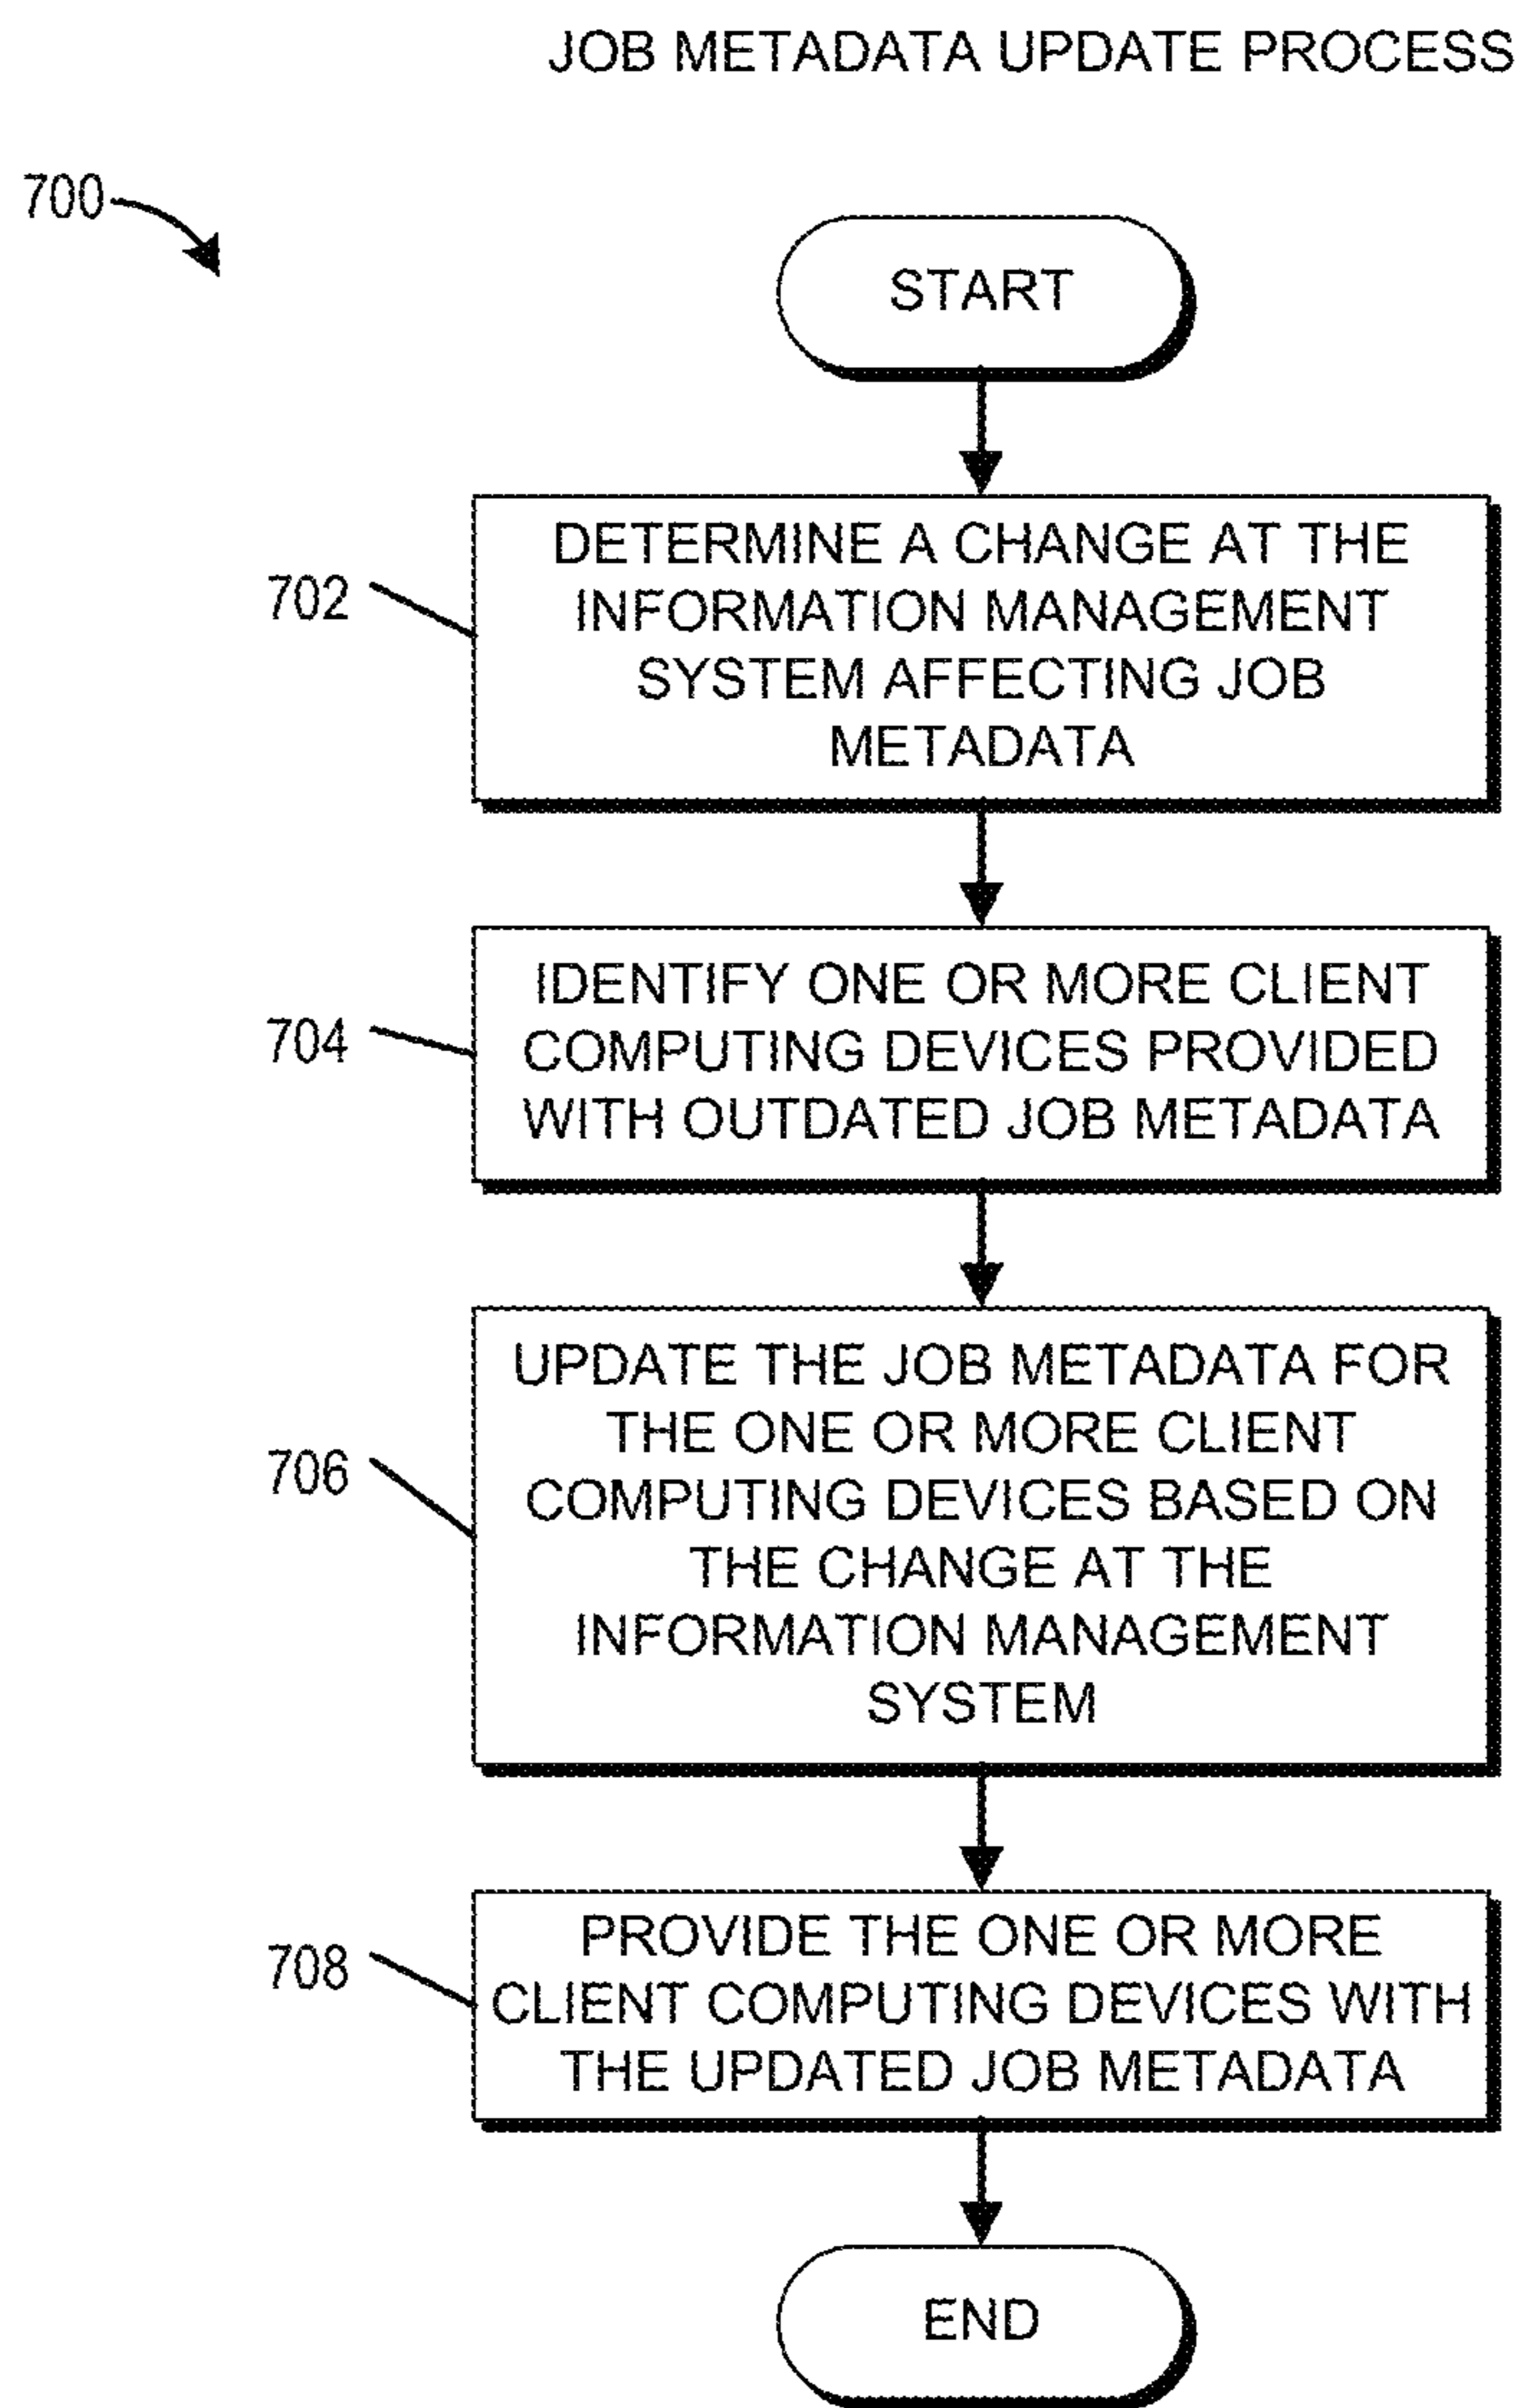 JOB METADATA UPDATE PROCESS
700
START
702
DETERMINE A CHANGE AT THE
INFORMATION MANAGEMENT
SYSTEM AFFECTING JOB
METADATA
704
IDENTIFY ONE OR MORE CLIENT
COMPUTING DEVICES PROVIDED
WITH OUTDATED JOB METADATA
706
UPDATE THE JOB METADATA FOR
THE ONE OR MORE CLIENT
COMPUTING DEVICES BASED ON
THE CHANGE AT THE
INFORMATION MANAGEMENT
SYSTEM
708
PROVIDE THE ONE OR MORE
CLIENT COMPUTING DEVICES WITH
THE UPDATED JOB METADATA
END